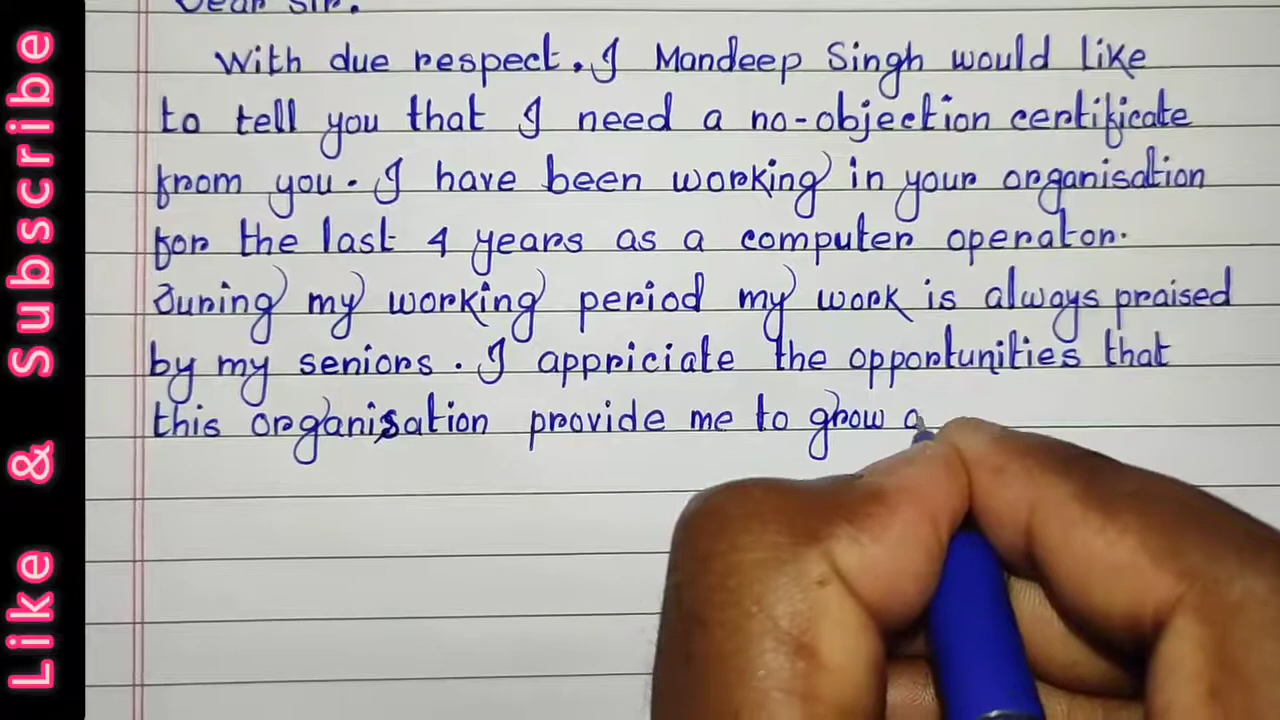 Dear Sir.
With due respect. I Mandeep Singh would like
to tell you that I need a no-objection certificate
from you. I have been working in your organisation
for the last 4 years as a computer operator.
During my working period my work is always praised
by my seniors. I appriciate the opportunities that
this organisation provide me to grow a
Like & Subscribe